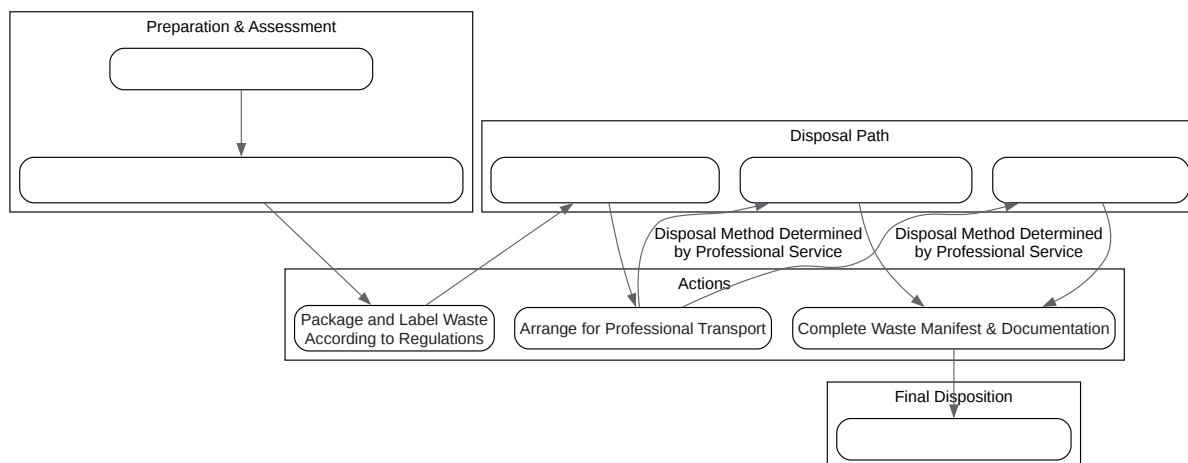 Preparation & Assessment
Disposal Path
Disposal Method Determined
by Professional Service
Disposal Method Determined
by Professional Service
Actions
Package and Label Waste
According to Regulations
Arrange for Professional Transport
Complete Waste Manifest & Documentation
Final Disposition